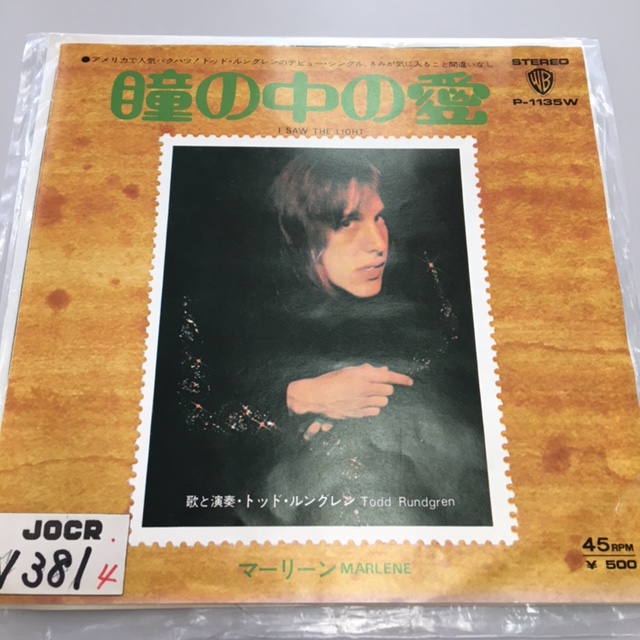 ●アメリカで人気バクハツ!トッド・ルングレンのデビュー・シングル、きみが気に入ること間違いなし
瞳の中の愛
I SAW THE LIGHT
STEREO
WB
P-1135W
歌と演奏・トッド・ルングレン Todd Rundgren
マーリーン MARLENE
45RPM
¥500
JOCR.
V381 4